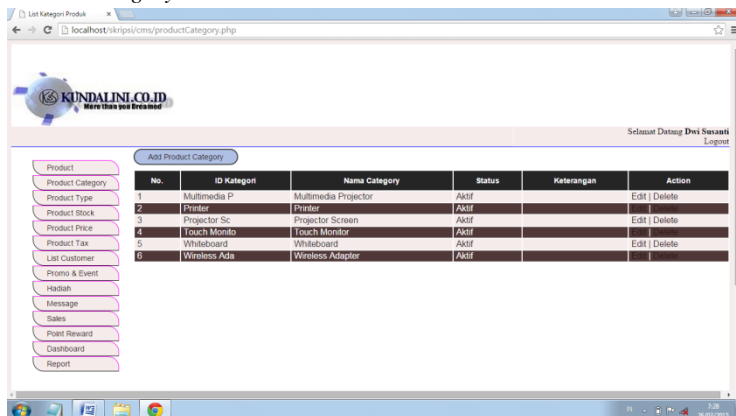 List Kategori Produk
localhost/skripsi/cms/productCategory.php
KUNDALINI.CO.ID
More than you Dreamed
Selamat Datang Dwi Susanti
Logout
Add Product Category
Product
Product Category
Product Type
Product Stock
Product Price
Product Tax
List Customer
Promo & Event
Hadiah
Message
Sales
Point Reward
Dashboard
Report
No. ID Kategori Nama Category Status Keterangan Action
1 Multimedia P Multimedia Projector Aktif Edit | Delete
2 Printer Printer Aktif Edit | Delete
3 Projector Sc Projector Screen Aktif Edit | Delete
4 Touch Monito Touch Monitor Aktif Edit | Delete
5 Whiteboard Whiteboard Aktif Edit | Delete
6 Wireless Ada Wireless Adapter Aktif Edit | Delete
7:28